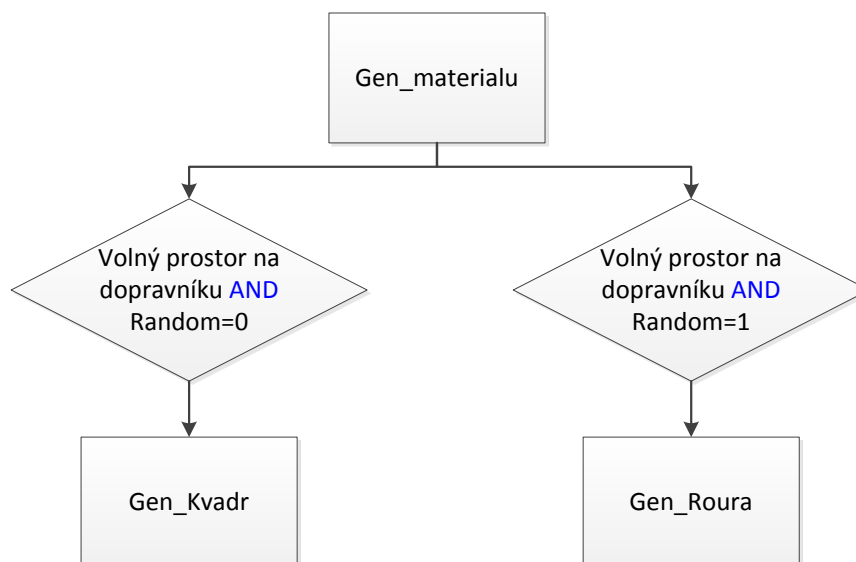 Gen_materialu
Volný prostor na
dopravníku AND
Random=0
Volný prostor na
dopravníku AND
Random=1
Gen_Kvadr
Gen_Roura